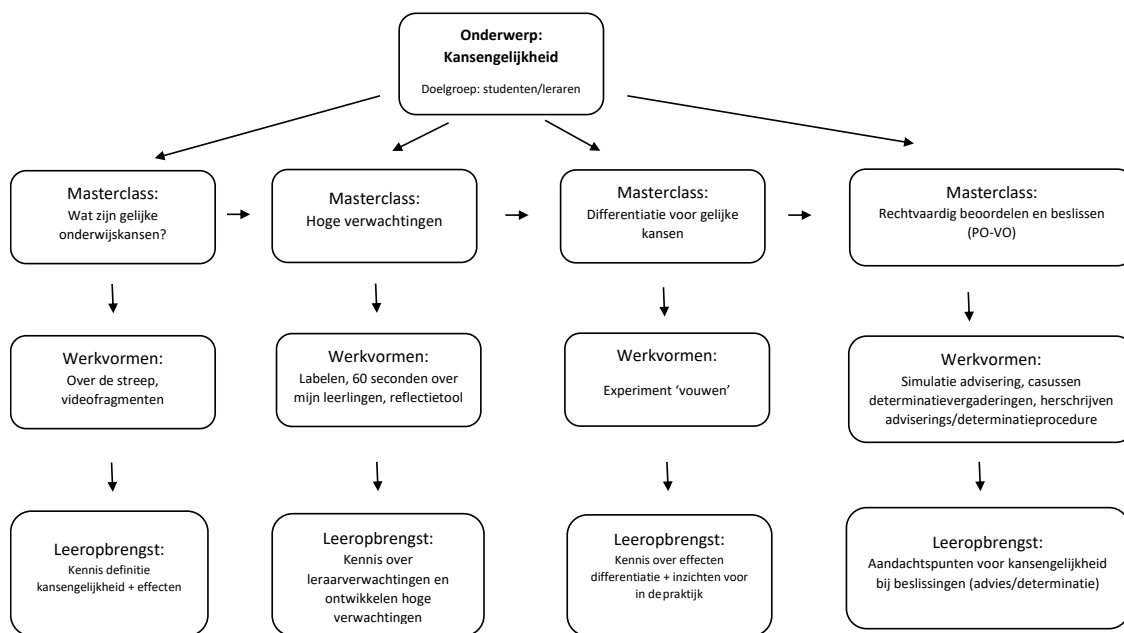 Onderwerp:
Kansengelijkheid
Doelgroep: studenten/leraren
Masterclass:
Wat zijn gelijke
onderwijskansen?
Masterclass:
Hoge verwachtingen
Masterclass:
Differentiatie voor gelijke
kansen
Masterclass:
Rechtvaardig beoordelen en beslissen
(PO-VO)
Werkvormen:
Over de streep,
videofragmenten
Werkvormen:
Labelen, 60 seconden over
mijn leerlingen, reflectietool
Werkvormen:
Experiment ‘vouwen’
Werkvormen:
Simulatie advisering, casussen
determinatievergaderingen, herschrijven
adviserings/determinatieprocedure
Leeropbrengst:
Kennis definitie
kansengelijkheid + effecten
Leeropbrengst:
Kennis over
leraarverwachtingen en
ontwikkelen hoge
verwachtingen
Leeropbrengst:
Kennis over effecten
differentiatie + inzichten voor
in de praktijk
Leeropbrengst:
Aandachtspunten voor kansengelijkheid
bij beslissingen (advies/determinatie)